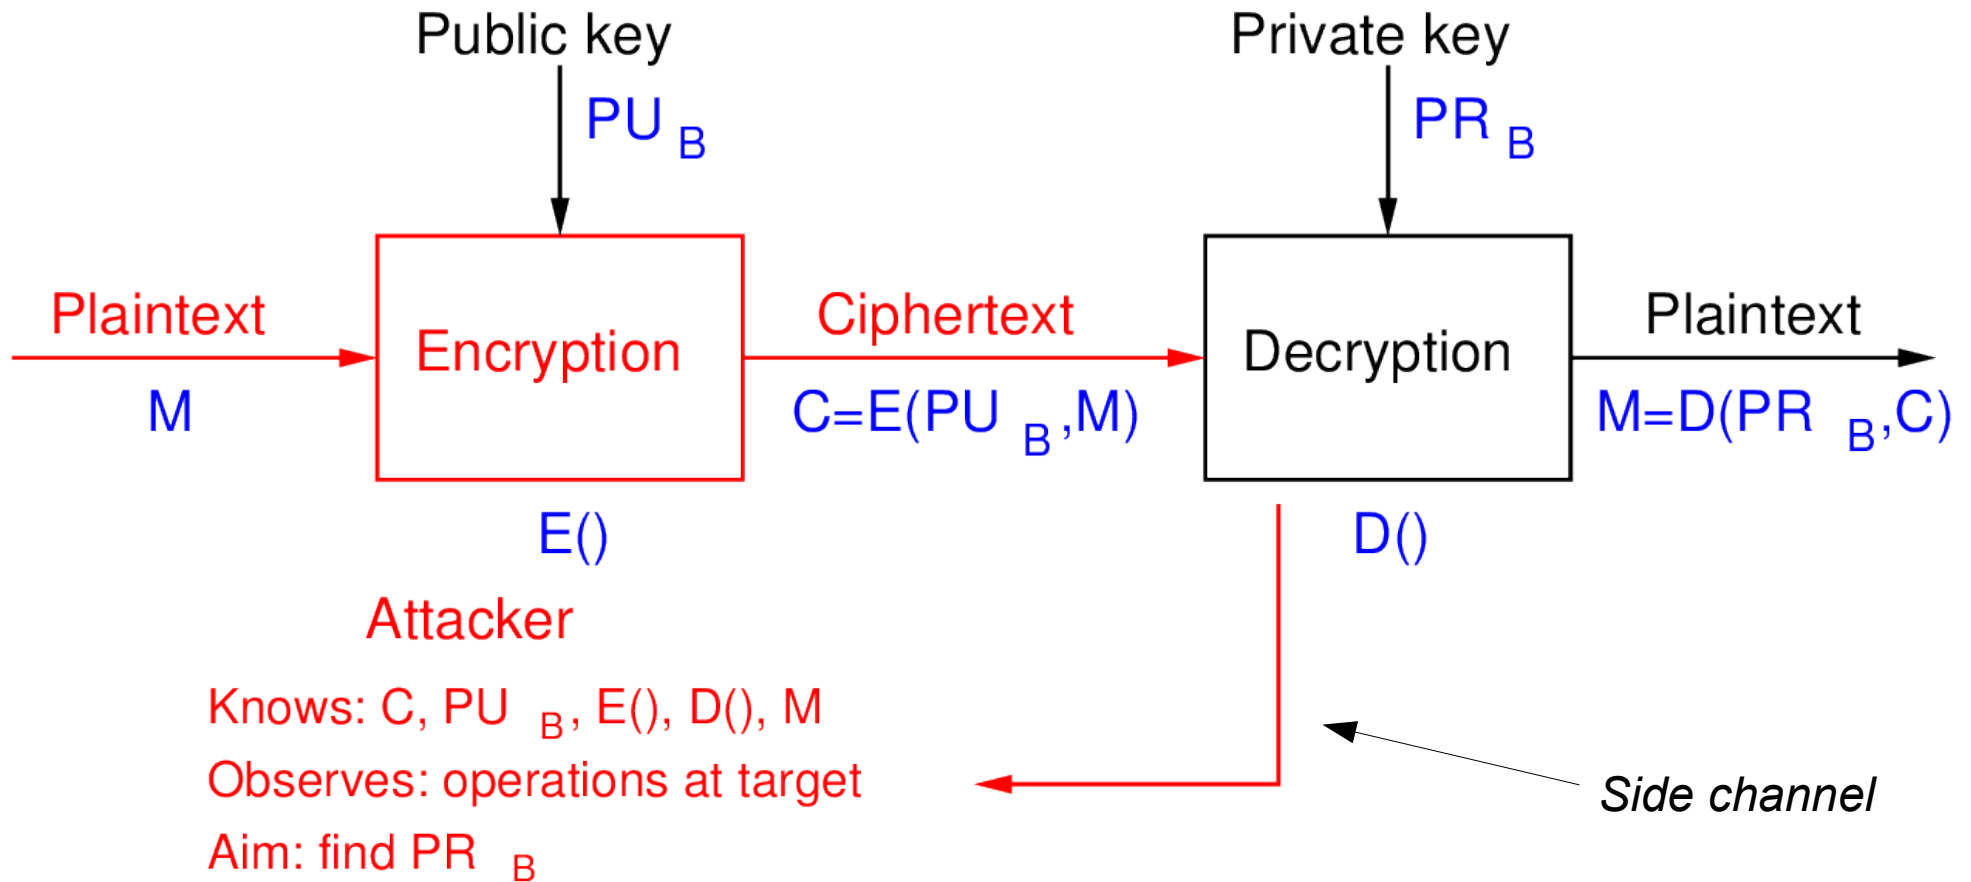 Public key
Private key
PU B
PR B
Plaintext
Encryption
Ciphertext
Decryption
Plaintext
M
C=E(PU B,M)
M=D(PR B,C)
E()
D()
Attacker
Knows: C, PU B, E(), D(), M
Observes: operations at target
Side channel
Aim: find PR B